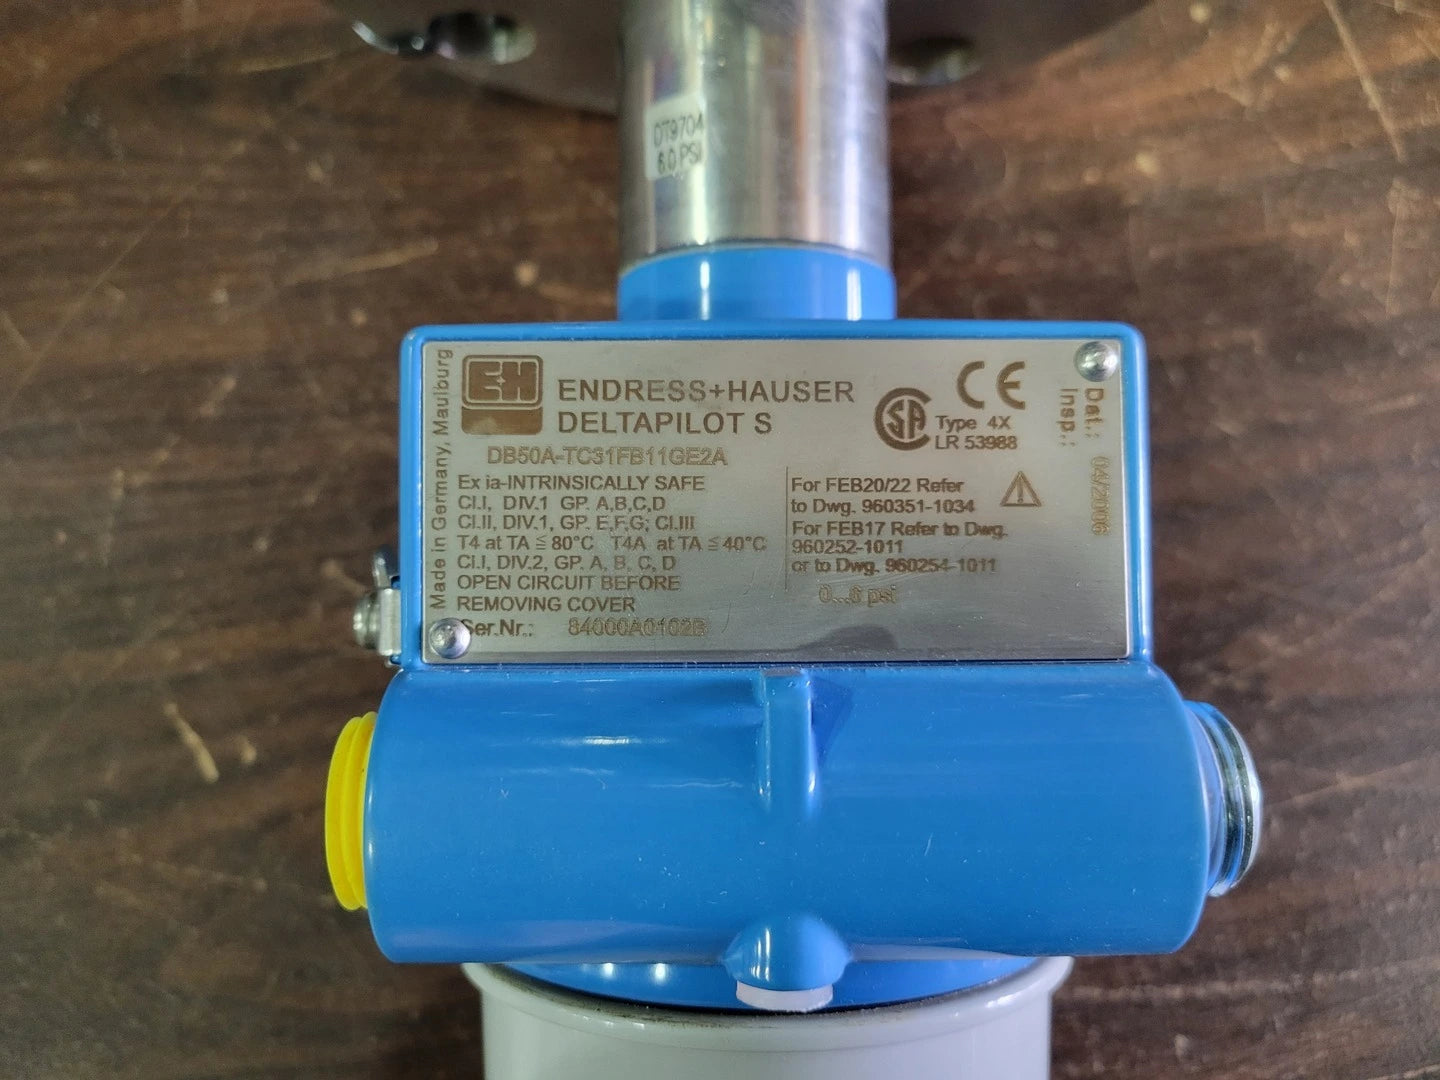 DT9704
6.0 PSI
Made in Germany, Maulburg
E+H
ENDRESS+HAUSER
DELTAPILOT S
DB50A-TC31FB11GE2A
Ex ia-INTRINSICALLY SAFE
Cl.I, DIV.1 GP. A,B,C,D
Cl.II, DIV.1, GP. E,F,G; Cl.III
T4 at TA ≦ 80°C T4A at TA ≦ 40°C
Cl.I, DIV.2, GP. A, B, C, D
OPEN CIRCUIT BEFORE
REMOVING COVER
Ser.Nr.: 84000A0102B
CE
SA
Type 4X
LR 53988
For FEB20/22 Refer
to Dwg. 960351-1034
For FEB17 Refer to Dwg.
960252-1011
or to Dwg. 960254-1011
0...6 psi
Dat.: 04/2006
Insp.: